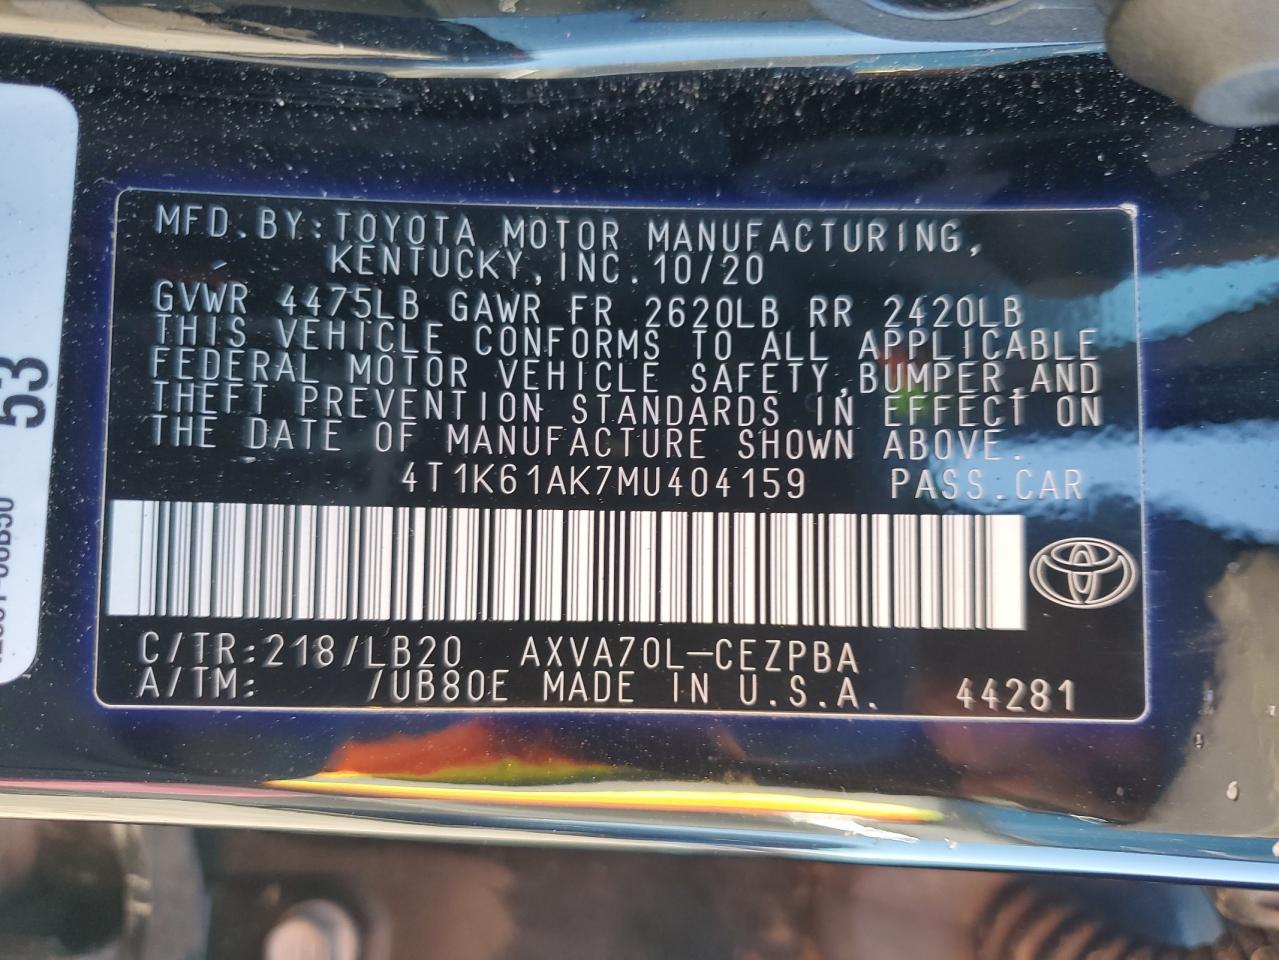 MFD.BY:TOYOTA MOTOR MANUFACTURING,
KENTUCKY,INC.10/20
GVWR 4475LB GAWR FR 2620LB RR 2420LB
THIS VEHICLE CONFORMS TO ALL APPLICABLE
FEDERAL MOTOR VEHICLE SAFETY,BUMPER,AND
THEFT PREVENTION STANDARDS IN EFFECT ON
THE DATE OF MANUFACTURE SHOWN ABOVE.
4T1K61AK7MU404159 PASS.CAR
C/TR:218/LB20 AXVA70L-CEZPBA
A/TM: /UB80E MADE IN U.S.A. 44281
53